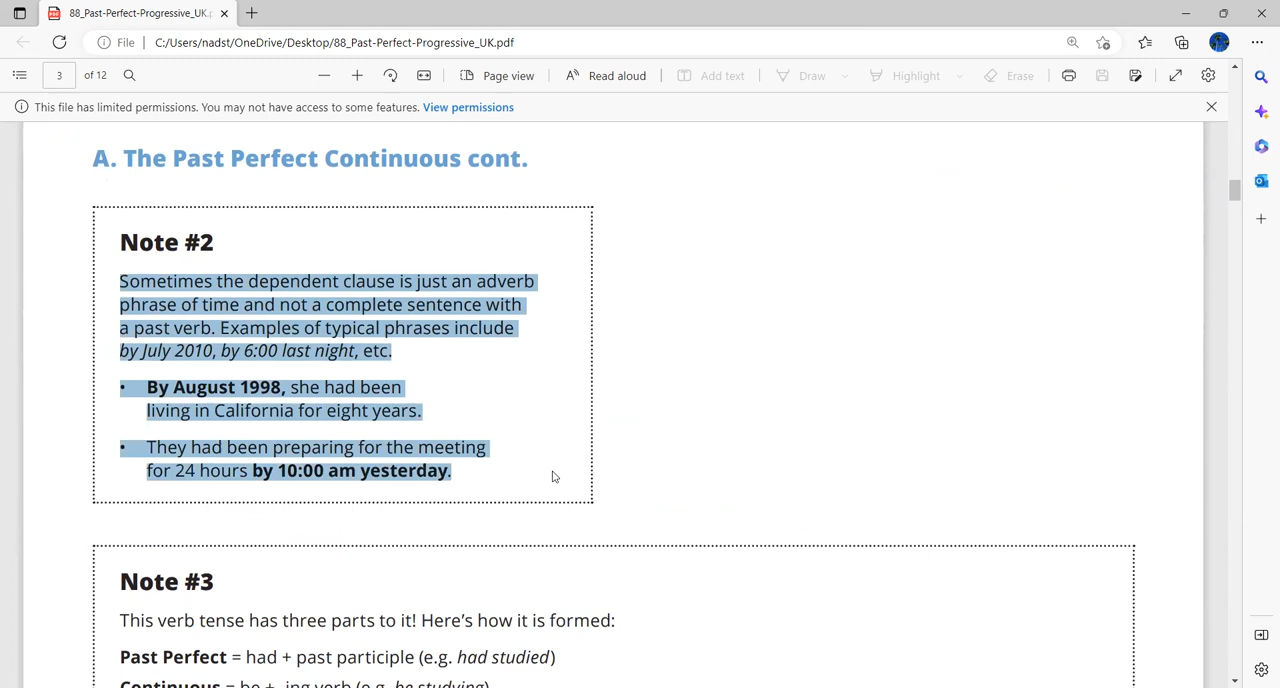 88_Past-Perfect-Progressive_UK.p
File C:/Users/nadst/OneDrive/Desktop/88_Past-Perfect-Progressive_UK.pdf
3 of 12 Page view Read aloud Add text Draw Highlight Erase
This file has limited permissions. You may not have access to some features. View permissions
A. The Past Perfect Continuous cont.
Note #2
Sometimes the dependent clause is just an adverb
phrase of time and not a complete sentence with
a past verb. Examples of typical phrases include
by July 2010, by 6:00 last night, etc.
• By August 1998, she had been
living in California for eight years.
• They had been preparing for the meeting
for 24 hours by 10:00 am yesterday.
Note #3
This verb tense has three parts to it! Here’s how it is formed:
Past Perfect = had + past participle (e.g. had studied)
Continuous = be + -ing verb (e.g. be studying)